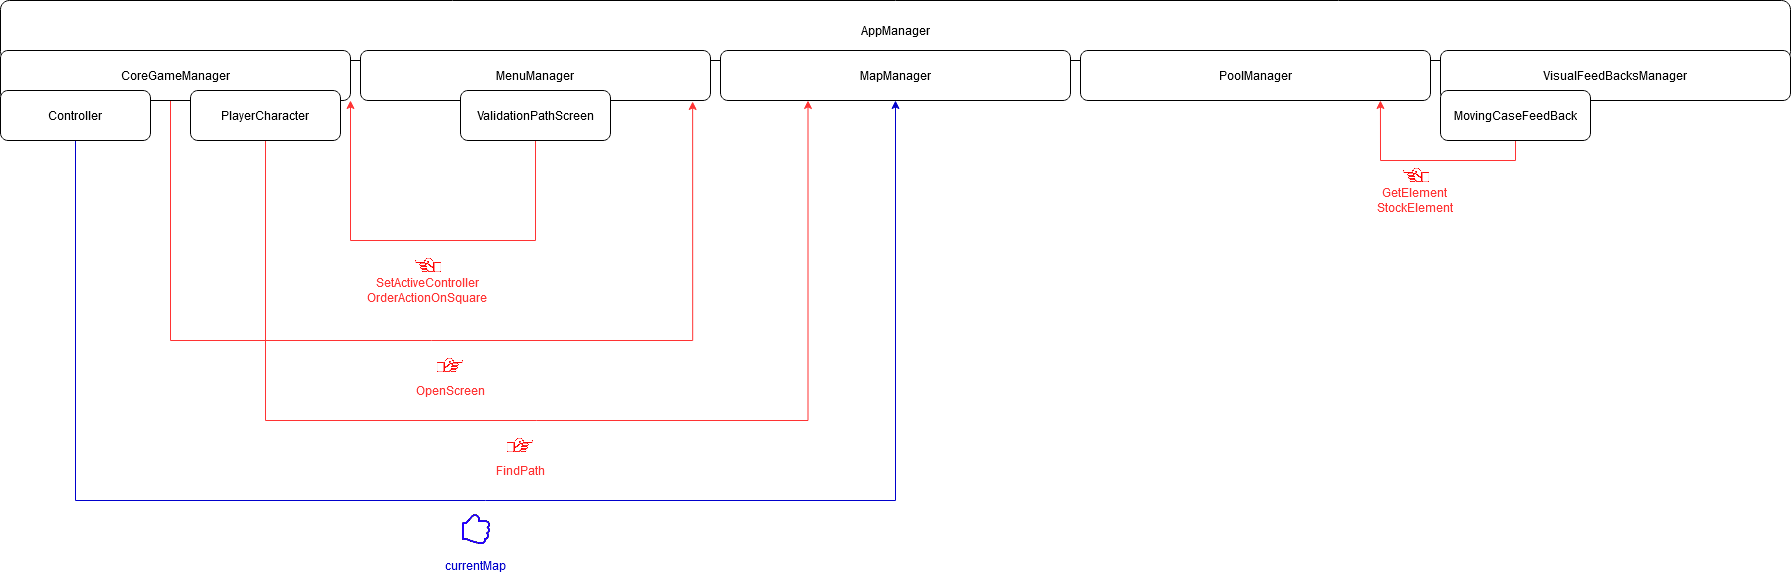 AppManager
CoreGameManager
MenuManager
MapManager
PoolManager
VisualFeedBacksManager
Controller
PlayerCharacter
ValidationPathScreen
MovingCaseFeedBack
GetElement
StockElement
SetActiveController
OrderActionOnSquare
OpenScreen
FindPath
currentMap